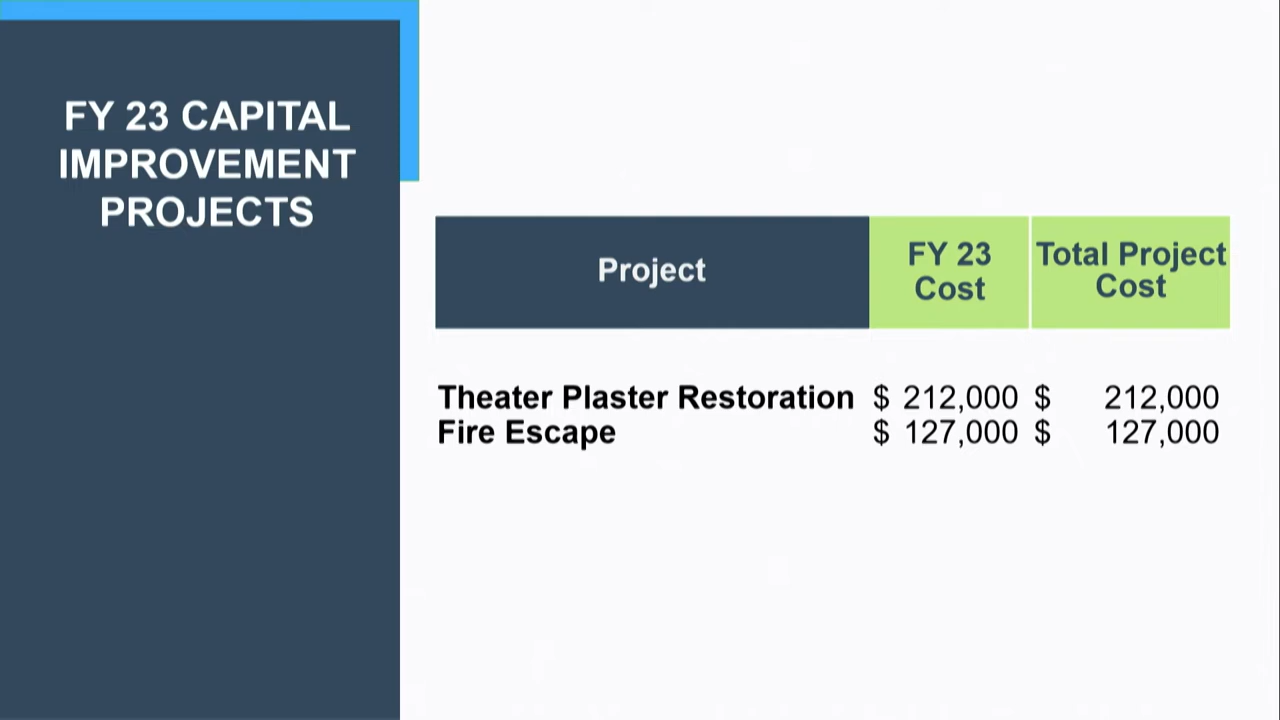 FY 23 CAPITAL
IMPROVEMENT
PROJECTS
Project
FY 23
Cost
Total Project
Cost
Theater Plaster Restoration $ 212,000 $ 212,000
Fire Escape $ 127,000 $ 127,000